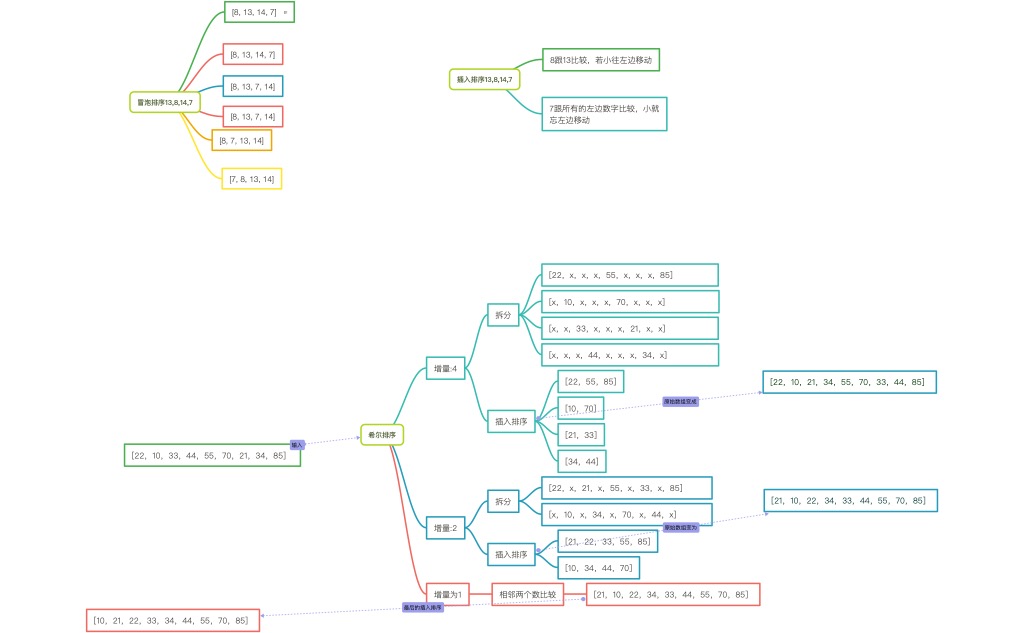 [8, 13, 14, 7]
[8, 13, 14, 7]
[8, 13, 7, 14]
冒泡排序13,8,14,7
[8, 13, 7, 14]
[8, 7, 13, 14]
[7, 8, 13, 14]
插入排序13,8,14,7
8跟13比较，若小往左边移动
7跟所有的左边数字比较，小就
忘左边移动
[22, x, x, x, 55, x, x, x, 85]
[x, 10, x, x, x, 70, x, x, x]
拆分
[x, x, 33, x, x, x, 21, x, x]
[x, x, x, 44, x, x, x, 34, x]
增量:4
[22, 55, 85]
[10, 70]
插入排序
[21, 33]
[34, 44]
原始数组变成
[22, 10, 21, 34, 55, 70, 33, 44, 85]
希尔排序
插入
[22, 10, 33, 44, 55, 70, 21, 34, 85]
[22, x, 21, x, 55, x, 33, x, 85]
拆分
[x, 10, x, 34, x, 70, x, 44, x]
增量:2
原始数组变为
[21, 10, 22, 34, 33, 44, 55, 70, 85]
[21, 22, 33, 55, 85]
插入排序
[10, 34, 44, 70]
增量为1
相邻两个数比较
[21, 10, 22, 34, 33, 44, 55, 70, 85]
最后的插入排序
[10, 21, 22, 33, 34, 44, 55, 70, 85]